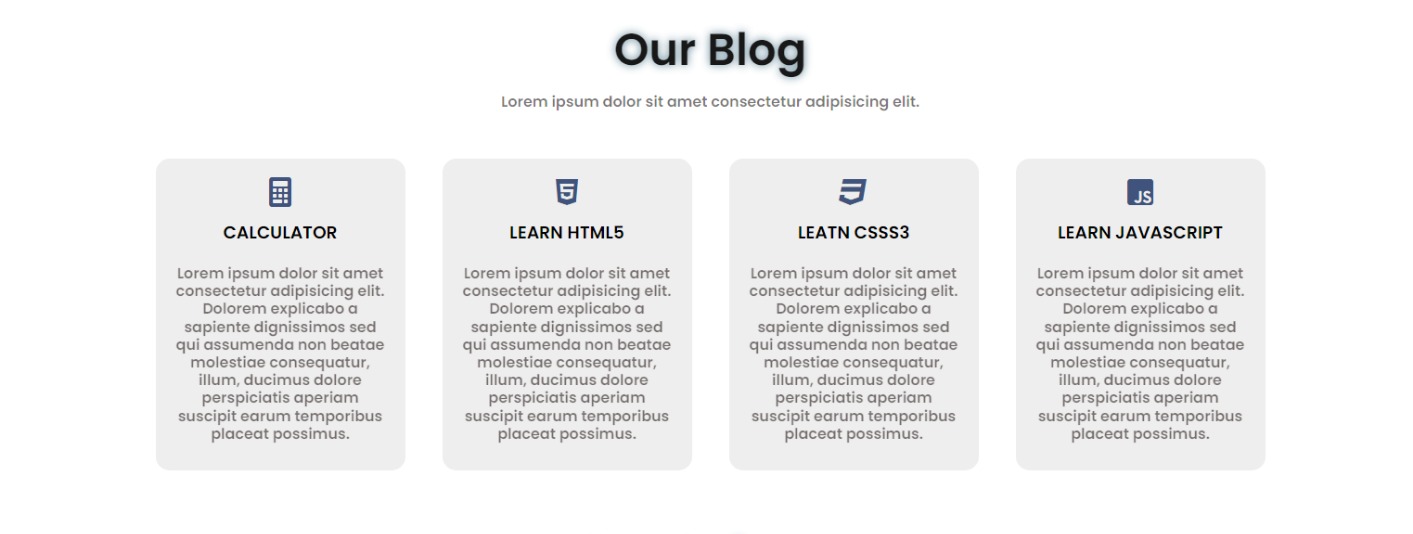 Our Blog
Lorem ipsum dolor sit amet consectetur adipisicing elit.
CALCULATOR
Lorem ipsum dolor sit amet
consectetur adipisicing elit.
Dolorem explicabo a
sapiente dignissimos sed
qui assumenda non beatae
molestiae consequatur,
illum, ducimus dolore
perspiciatis aperiam
suscipit earum temporibus
placeat possimus.
5
LEARN HTML5
Lorem ipsum dolor sit amet
consectetur adipisicing elit.
Dolorem explicabo a
sapiente dignissimos sed
qui assumenda non beatae
molestiae consequatur,
illum, ducimus dolore
perspiciatis aperiam
suscipit earum temporibus
placeat possimus.
LEATN CSSS3
Lorem ipsum dolor sit amet
consectetur adipisicing elit.
Dolorem explicabo a
sapiente dignissimos sed
qui assumenda non beatae
molestiae consequatur,
illum, ducimus dolore
perspiciatis aperiam
suscipit earum temporibus
placeat possimus.
JS
LEARN JAVASCRIPT
Lorem ipsum dolor sit amet
consectetur adipisicing elit.
Dolorem explicabo a
sapiente dignissimos sed
qui assumenda non beatae
molestiae consequatur,
illum, ducimus dolore
perspiciatis aperiam
suscipit earum temporibus
placeat possimus.